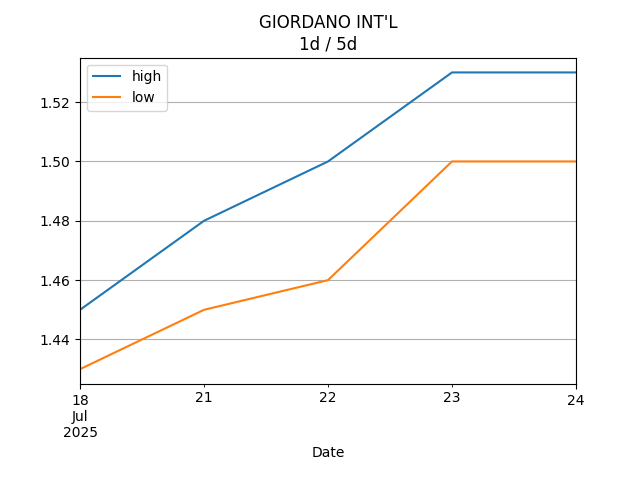 GIORDANO INT'L
1d / 5d
high
low
1.52
1.50
1.48
1.46
1.44
18 21 22 23 24
Jul
2025
Date